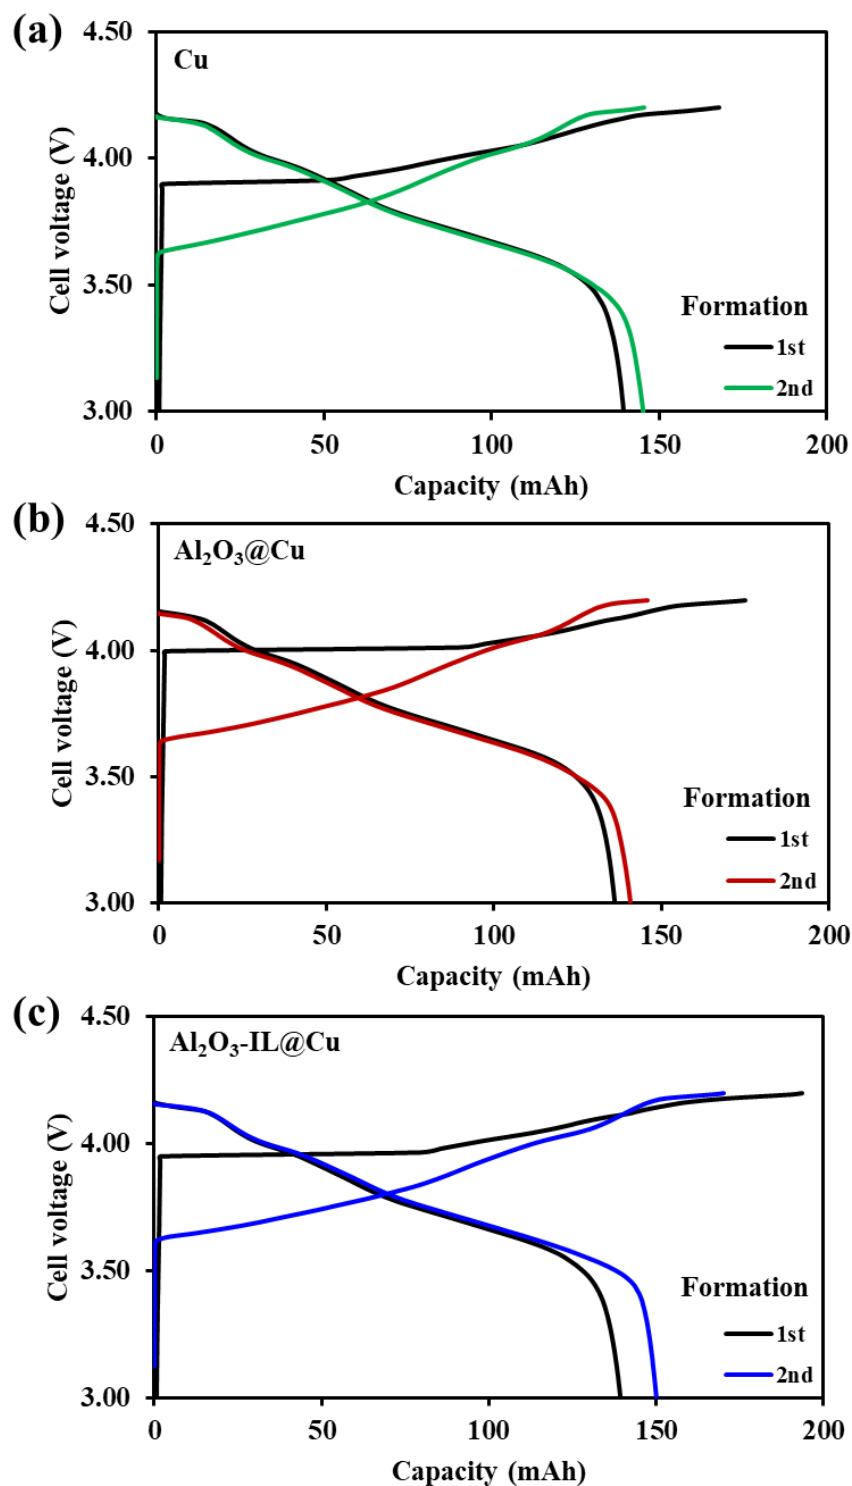 (a)
4.50
4.00
3.50
3.00
Cell voltage (V)
Cu
Formation
1st
2nd
0 50 100 150 200
Capacity (mAh)
(b)
4.50
4.00
3.50
3.00
Cell voltage (V)
Al₂O₃@Cu
Formation
1st
2nd
0 50 100 150 200
Capacity (mAh)
(c)
4.50
4.00
3.50
3.00
Cell voltage (V)
Al₂O₃-IL@Cu
Formation
1st
2nd
0 50 100 150 200
Capacity (mAh)